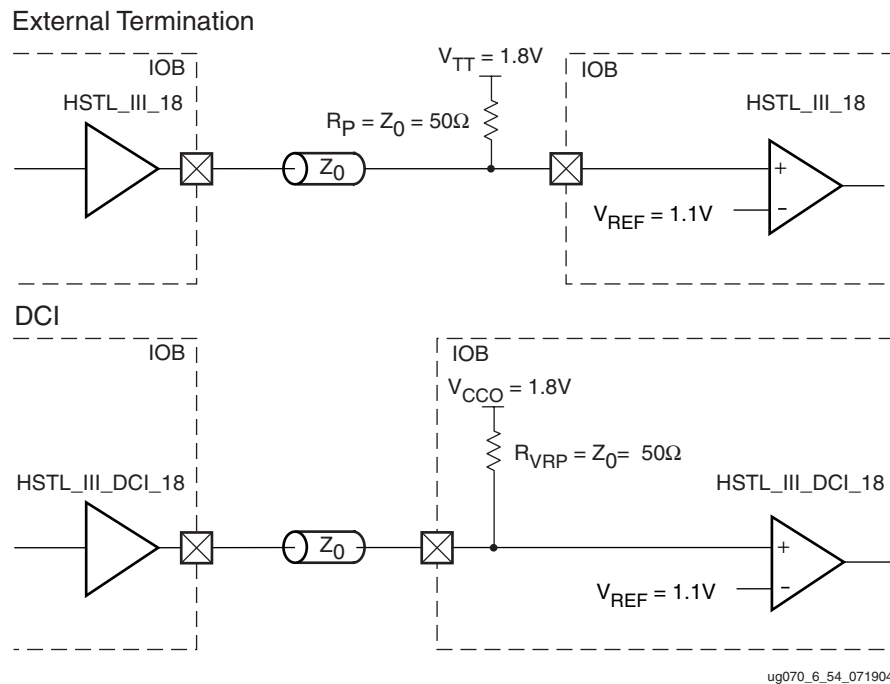 External Termination
IOB
HSTL_III_18
V_TT = 1.8V
R_P = Z_0 = 50Ω
Z_0
IOB
HSTL_III_18
+
–
V_REF = 1.1V
DCI
IOB
HSTL_III_DCI_18
Z_0
IOB
V_CCO = 1.8V
R_VRP = Z_0= 50Ω
HSTL_III_DCI_18
+
–
V_REF = 1.1V
ug070_6_54_071904